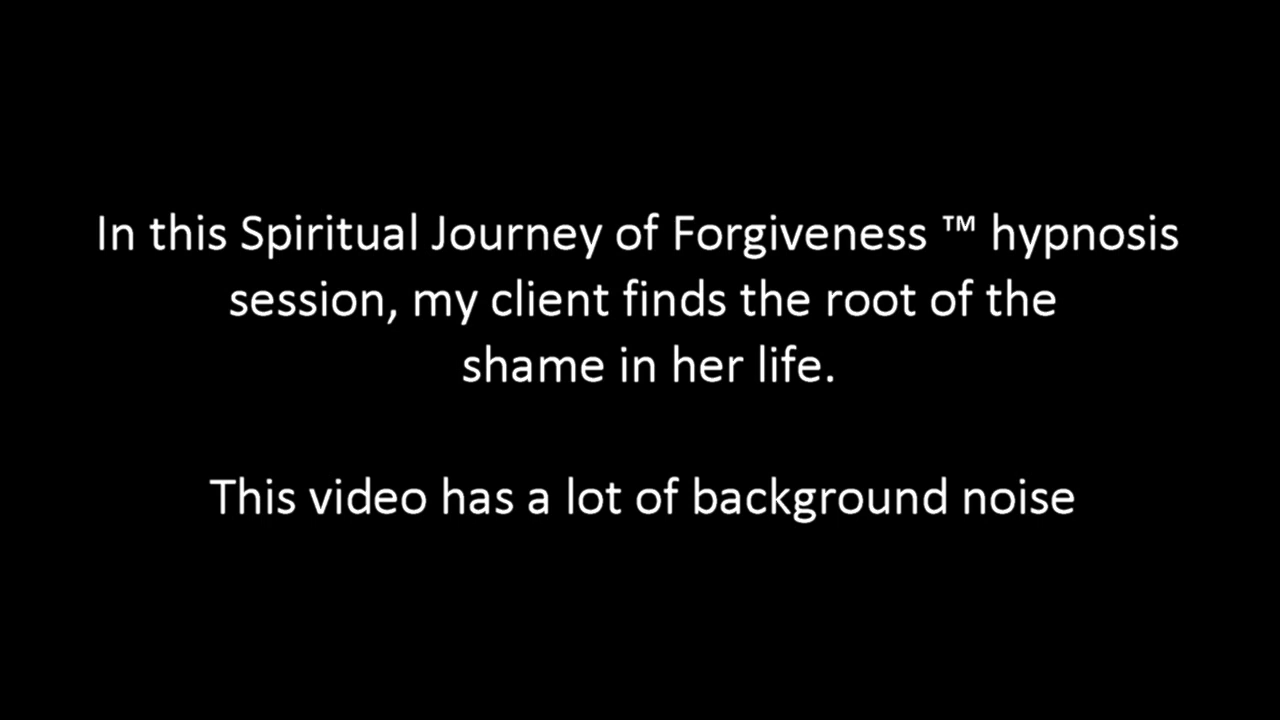 In this Spiritual Journey of Forgiveness ™ hypnosis
session, my client finds the root of the
shame in her life.
This video has a lot of background noise